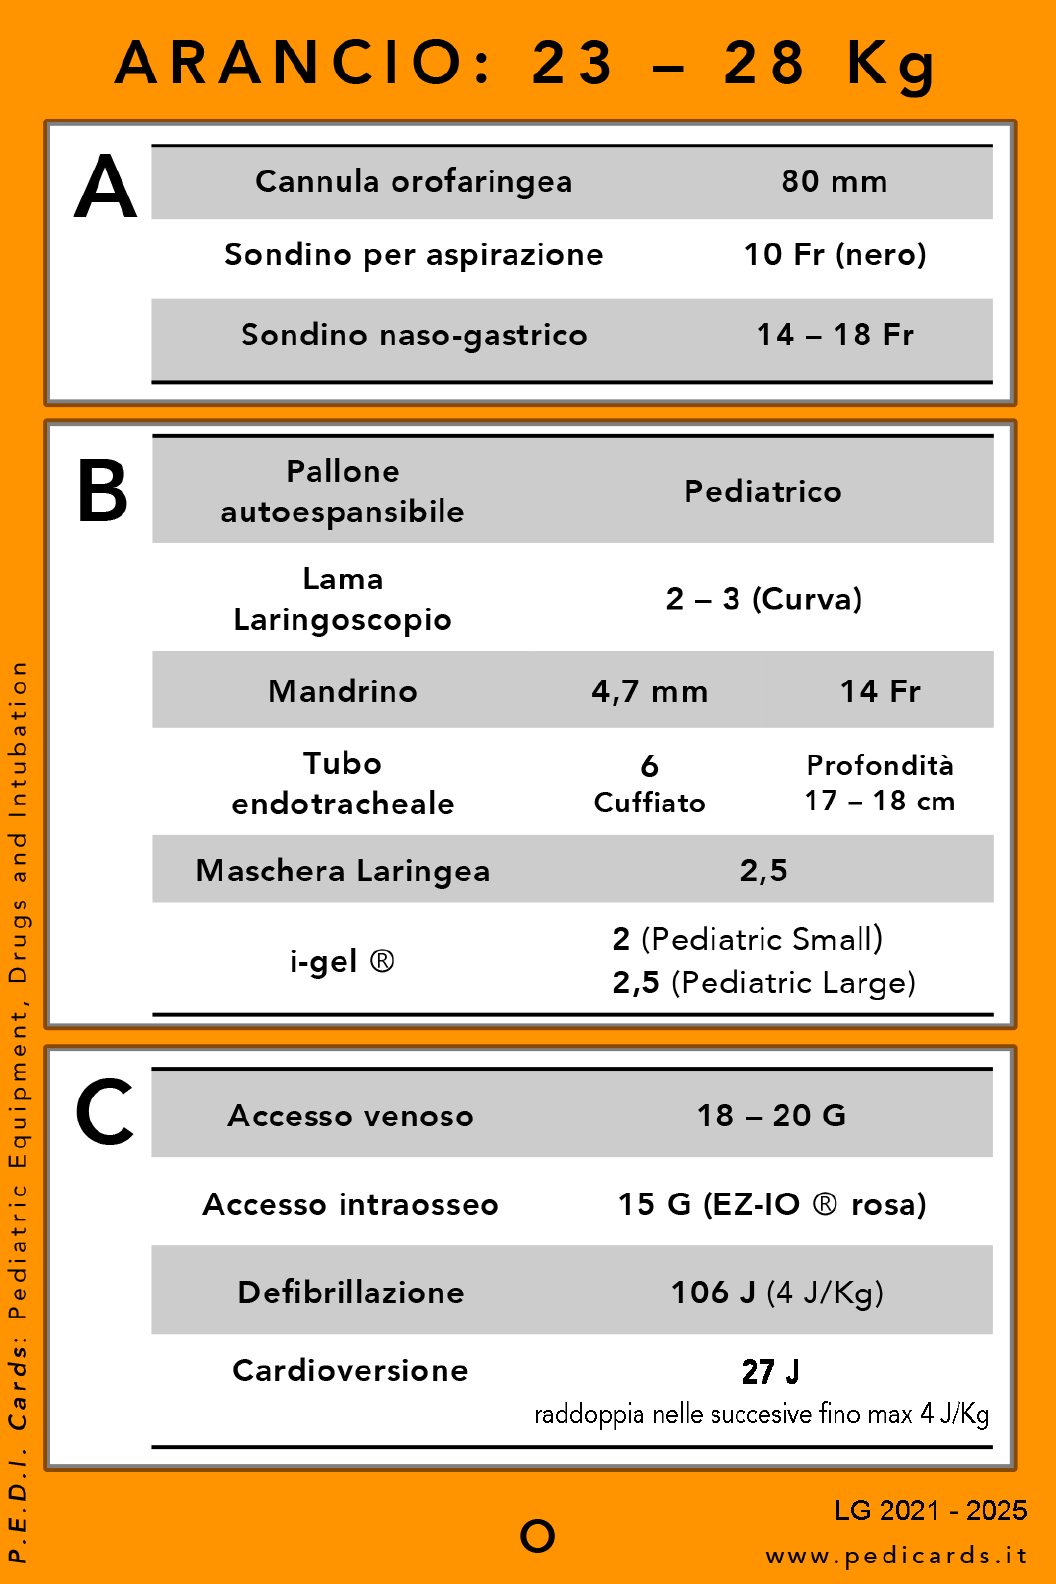 ARANCIO: 23 – 28 Kg
A
Cannula orofaringea 80 mm
Sondino per aspirazione 10 Fr (nero)
Sondino naso-gastrico 14 – 18 Fr
B
Pallone
autoespansibile
Pediatrico
Lama
Laringoscopio
2 – 3 (Curva)
Mandrino 4,7 mm 14 Fr
Tubo
endotracheale
6
Cuffiato
Profondità
17 – 18 cm
Maschera Laringea 2,5
i-gel ®
2 (Pediatric Small)
2,5 (Pediatric Large)
C
Accesso venoso 18 – 20 G
Accesso intraosseo 15 G (EZ-IO ® rosa)
Defibrillazione 106 J (4 J/Kg)
Cardioversione 27 J
raddoppia nelle succesive fino max 4 J/Kg
P.E.D.I. Cards: Pediatric Equipment, Drugs and Intubation
LG 2021 - 2025
O
www.pedicards.it